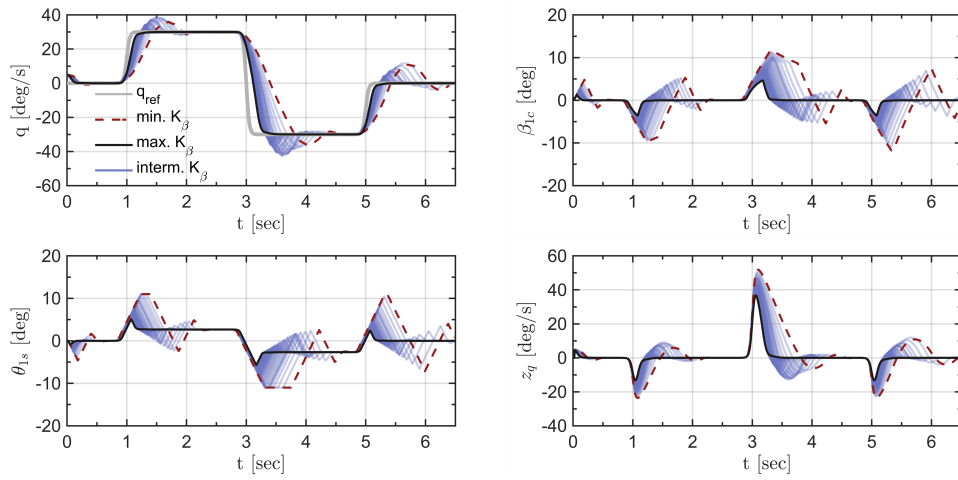 40
20
0
-20
-40
-60
q [deg/s]
q_ref
min. K_β
max. K_β
interm. K_β
0 1 2 3 4 5 6
t [sec]
20
10
0
-10
-20
β_1c [deg]
0 1 2 3 4 5 6
t [sec]
20
10
0
-10
-20
θ_1s [deg]
0 1 2 3 4 5 6
t [sec]
60
40
20
0
-20
-40
z_q [deg/s]
0 1 2 3 4 5 6
t [sec]